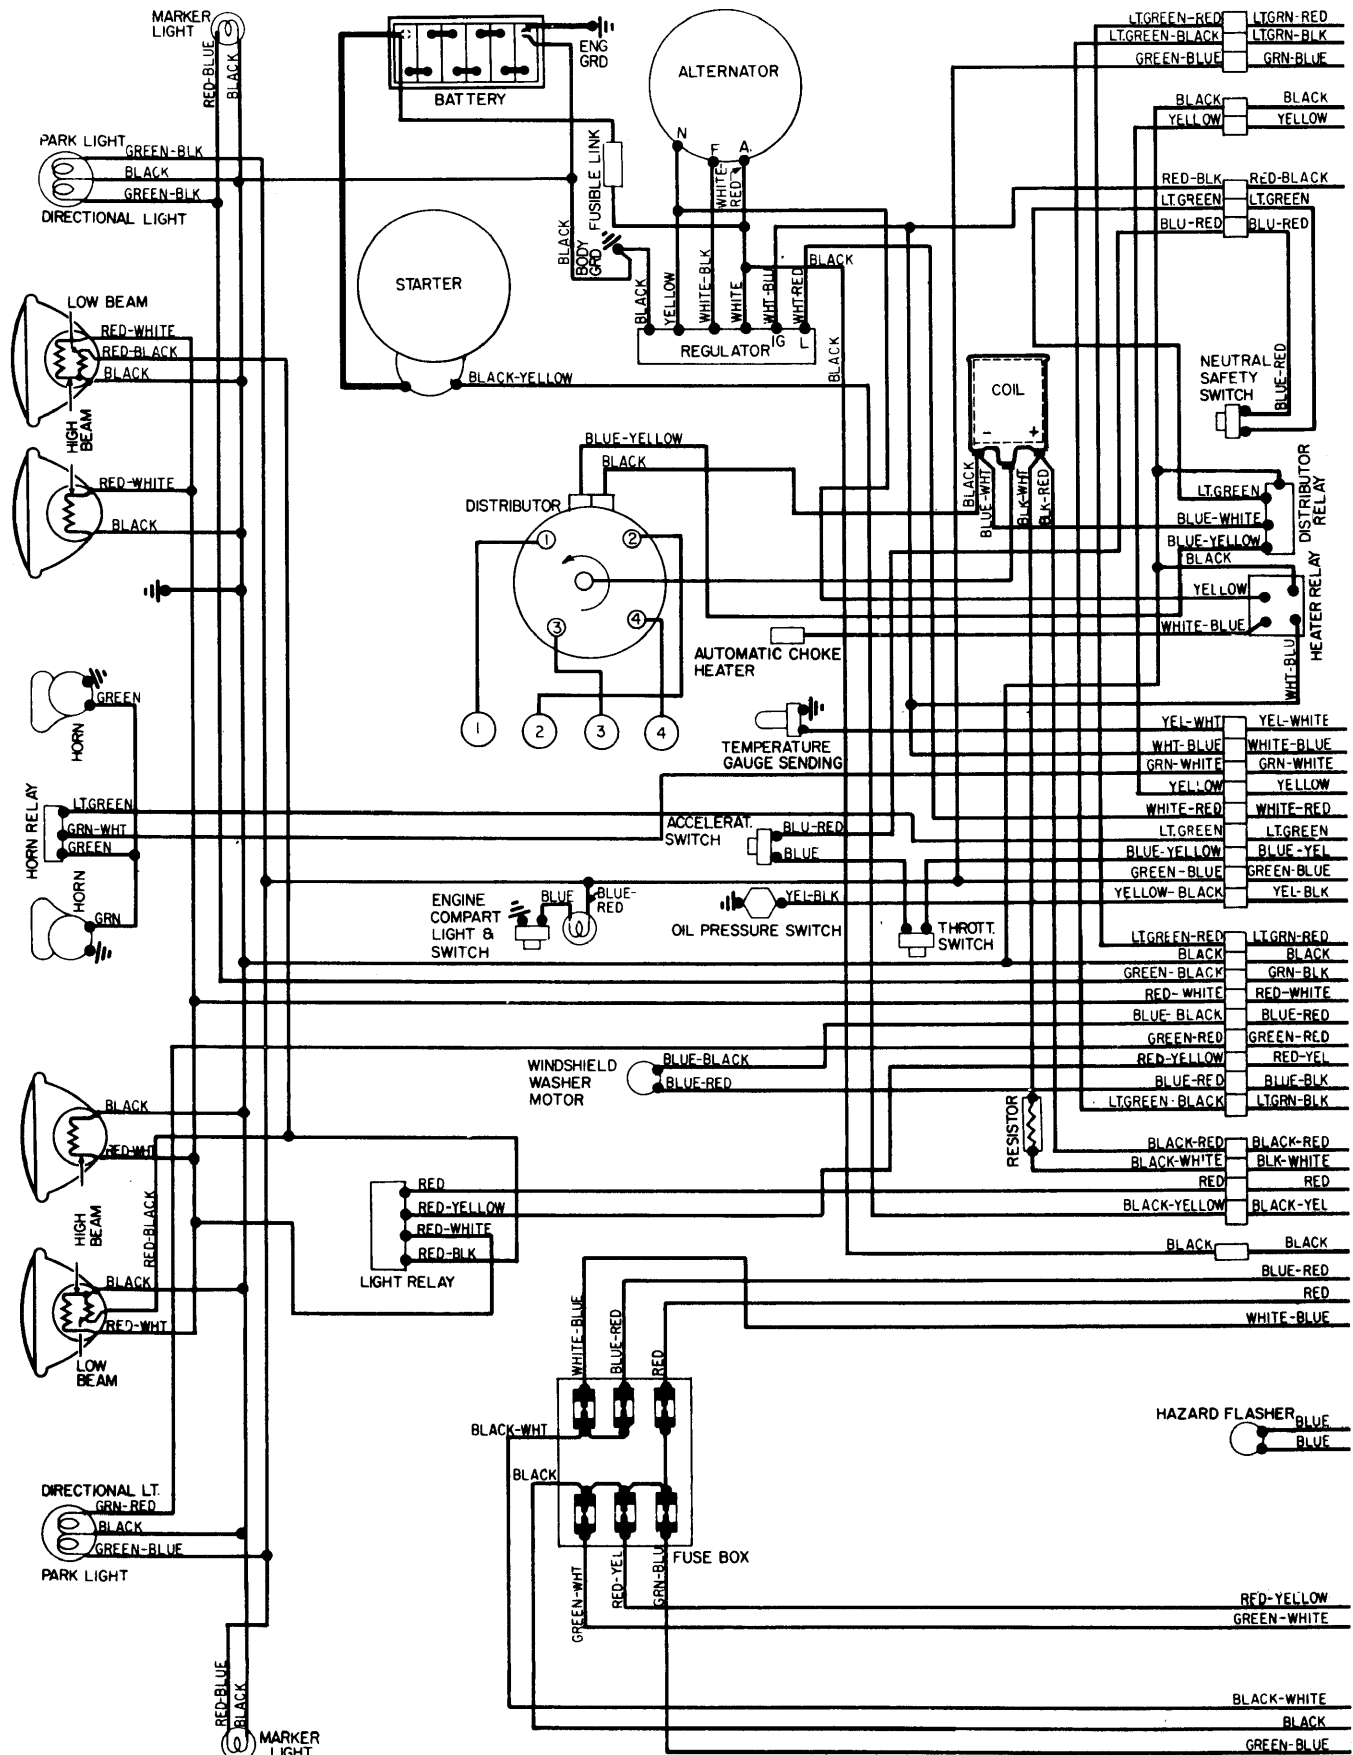 MARKER
LIGHT
RED-BLUE
BLACK
PARK LIGHT
GREEN-BLK
BLACK
GREEN-BLK
DIRECTIONAL LIGHT
BATTERY
ENG
GRD
FUSIBLE LINK
ALTERNATOR
N
F
A.
WHITE-
RED
STARTER
BLACK
BODY
GRD
BLACK
YELLOW
WHITE-BLK
WHITE
WHT-BLU
WHT-RED
BLACK
REGULATOR
IG
L
BLACK
BLACK-YELLOW
LT.GREEN-RED
LT.GRN-RED
LT.GREEN-BLACK
LT.GRN-BLK
GREEN-BLUE
GRN-BLUE
BLACK
BLACK
YELLOW
YELLOW
RED-BLK
RED-BLACK
LT.GREEN
LT.GREEN
BLU-RED
BLU-RED
NEUTRAL
SAFETY
SWITCH
BLUE-RED
LOW BEAM
RED-WHITE
RED-BLACK
BLACK
HIGH
BEAM
RED-WHITE
BLACK
COIL
-
+
BLACK
BLUE-WHT
BLK-WHT
BLK-RED
BLUE-YELLOW
BLACK
DISTRIBUTOR
1
2
3
4
1
2
3
4
LT.GREEN
BLUE-WHITE
BLUE-YELLOW
DISTRIBUTOR
RELAY
BLACK
YELLOW
WHITE-BLUE
HEATER RELAY
WHT-BLU
AUTOMATIC CHOKE
HEATER
TEMPERATURE
GAUGE SENDING
GREEN
HORN
HORN RELAY
LT.GREEN
GRN-WHT
GREEN
HORN
GRN
ACCELERAT.
SWITCH
BLU-RED
BLUE
ENGINE
COMPART
LIGHT &
SWITCH
BLUE
BLUE-
RED
YEL-BLK
OIL PRESSURE SWITCH
THROTT.
SWITCH
YEL-WHT
YEL-WHITE
WHT-BLUE
WHITE-BLUE
GRN-WHITE
GRN-WHITE
YELLOW
YELLOW
WHITE-RED
WHITE-RED
LT.GREEN
LT.GREEN
BLUE-YELLOW
BLUE-YEL
GREEN-BLUE
GREEN-BLUE
YELLOW-BLACK
YEL-BLK
LT.GREEN-RED
LT.GRN-RED
BLACK
BLACK
GREEN-BLACK
GRN-BLK
RED-WHITE
RED-WHITE
BLUE-BLACK
BLUE-RED
GREEN-RED
GREEN-RED
RED-YELLOW
RED-YEL
BLUE-RED
BLUE-BLK
LT.GREEN-BLACK
LT.GRN-BLK
WINDSHIELD
WASHER
MOTOR
BLUE-BLACK
BLUE-RED
RESISTOR
BLACK-RED
BLACK-RED
BLACK-WHITE
BLK-WHITE
RED
RED
BLACK-YELLOW
BLACK-YEL
BLACK
BLACK
BLACK
RED-WHT
HIGH
BEAM
RED-BLACK
BLACK
RED-WHT
LOW
BEAM
RED
RED-YELLOW
RED-WHITE
RED-BLK
LIGHT RELAY
BLUE-RED
RED
WHITE-BLUE
WHITE-BLUE
BLUE-RED
RED
BLACK-WHT
BLACK
FUSE BOX
GREEN-WHT
RED-YEL
GRN-BLU
HAZARD FLASHER
BLUE
BLUE
DIRECTIONAL LT.
GRN-RED
BLACK
GREEN-BLUE
PARK LIGHT
RED-YELLOW
GREEN-WHITE
BLACK-WHITE
BLACK
GREEN-BLUE
RED-BLUE
BLACK
MARKER
LIGHT